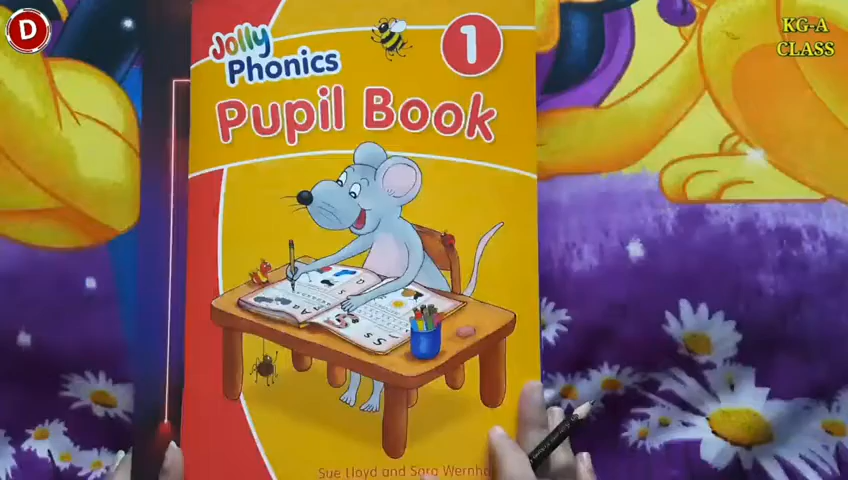 D
KG-A
CLASS
Jolly
Phonics
1
Pupil Book
Sue Lloyd and Sara